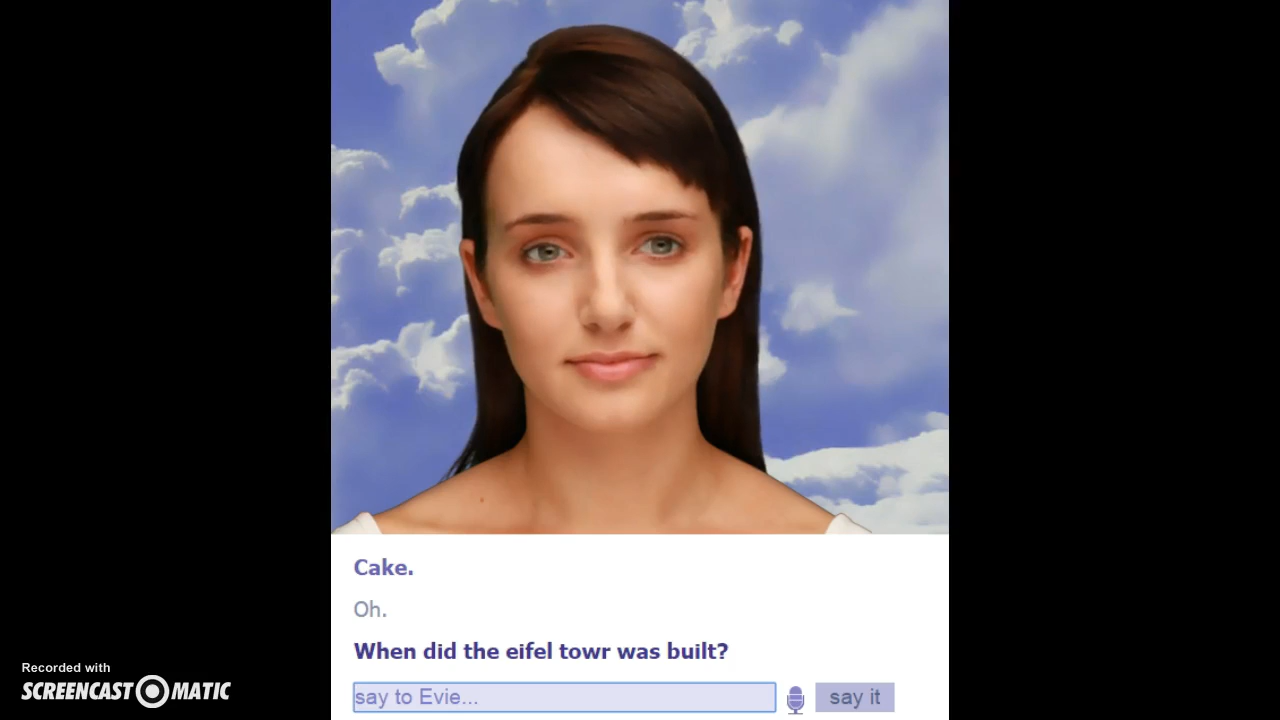 Cake.
Oh.
When did the eifel towr was built?
say to Evie...
say it
Recorded with
SCREENCAST MATIC